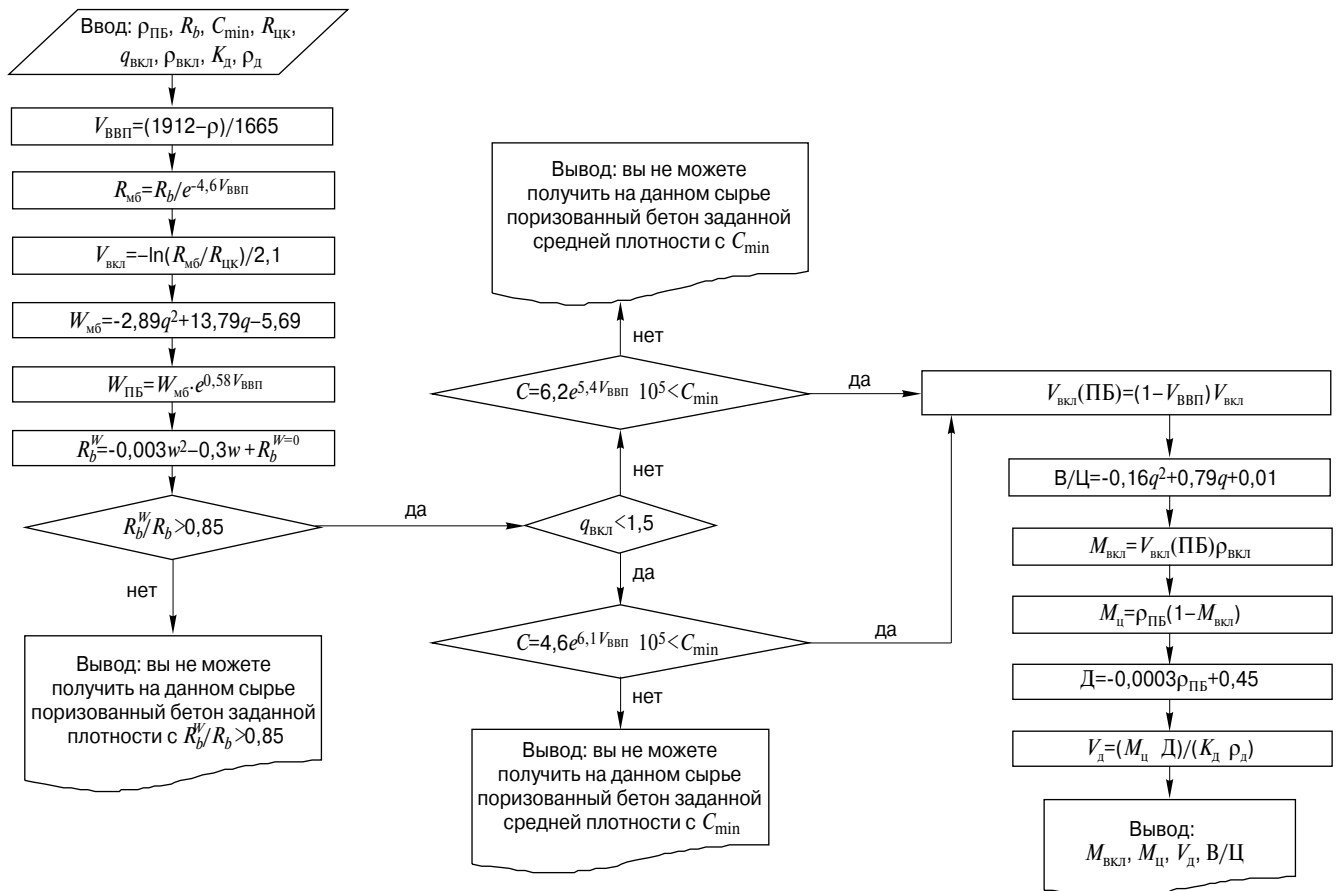 Ввод: ρПБ, Rb, Cmin, Rцк,
qвкл, ρвкл, Kд, ρд
VВВП=(1912–ρ)/1665
Rмб=Rb/e-4,6VВВП
Vвкл=–ln(Rмб/Rцк)/2,1
Wмб=-2,89q2+13,79q–5,69
WПБ=Wмб·e0,58VВВП
RbW=-0,003w2–0,3w+RbW=0
RbW/Rb>0,85
да
нет
Вывод: вы не можете
получить на данном сырье
поризованный бетон заданной
плотности с RbW/Rb>0,85
Вывод: вы не можете
получить на данном сырье
поризованный бетон заданной
средней плотности с Cmin
нет
C=6,2e5,4VВВП 105<Cmin
да
нет
qвкл<1,5
да
C=4,6e6,1VВВП 105<Cmin
да
нет
Вывод: вы не можете
получить на данном сырье
поризованный бетон заданной
средней плотности с Cmin
Vвкл(ПБ)=(1–VВВП)Vвкл
В/Ц=-0,16q2+0,79q+0,01
Mвкл=Vвкл(ПБ)ρвкл
Mц=ρПБ(1–Mвкл)
Д=-0,0003ρПБ+0,45
Vд=(Mц Д)/(Kд ρд)
Вывод:
Mвкл, Mц, Vд, В/Ц